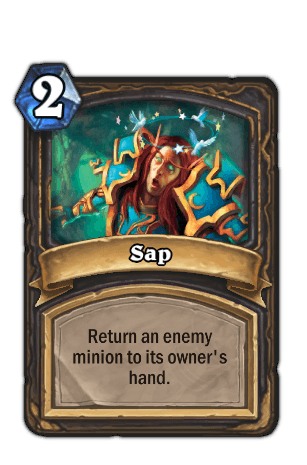 2
Sap
Return an enemy
minion to its owner's
hand.